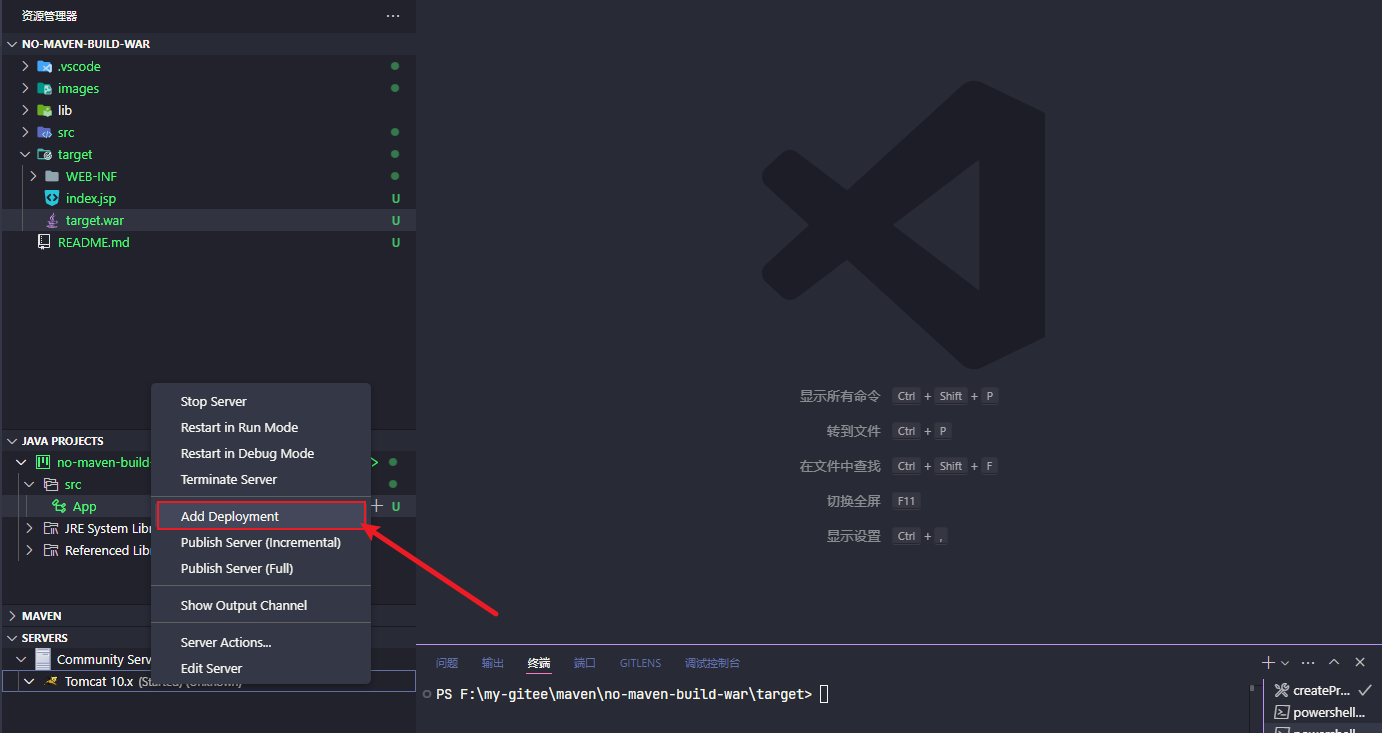 资源管理器
NO-MAVEN-BUILD-WAR
.vscode
images
lib
src
target
WEB-INF
index.jsp U
target.war U
README.md U
JAVA PROJECTS
no-maven-build-
src
App U
JRE System Libr
Referenced Lib
MAVEN
SERVERS
Community Serv
Tomcat 10.x (Started) (Unknown)
Stop Server
Restart in Run Mode
Restart in Debug Mode
Terminate Server
Add Deployment
Publish Server (Incremental)
Publish Server (Full)
Show Output Channel
Server Actions...
Edit Server
显示所有命令 Ctrl + Shift + P
转到文件 Ctrl + P
在文件中查找 Ctrl + Shift + F
切换全屏 F11
显示设置 Ctrl + ,
问题 输出 终端 端口 GITLENS 调试控制台
PS F:\my-gitee\maven\no-maven-build-war\target>
createPr...
powershell...
powershell...